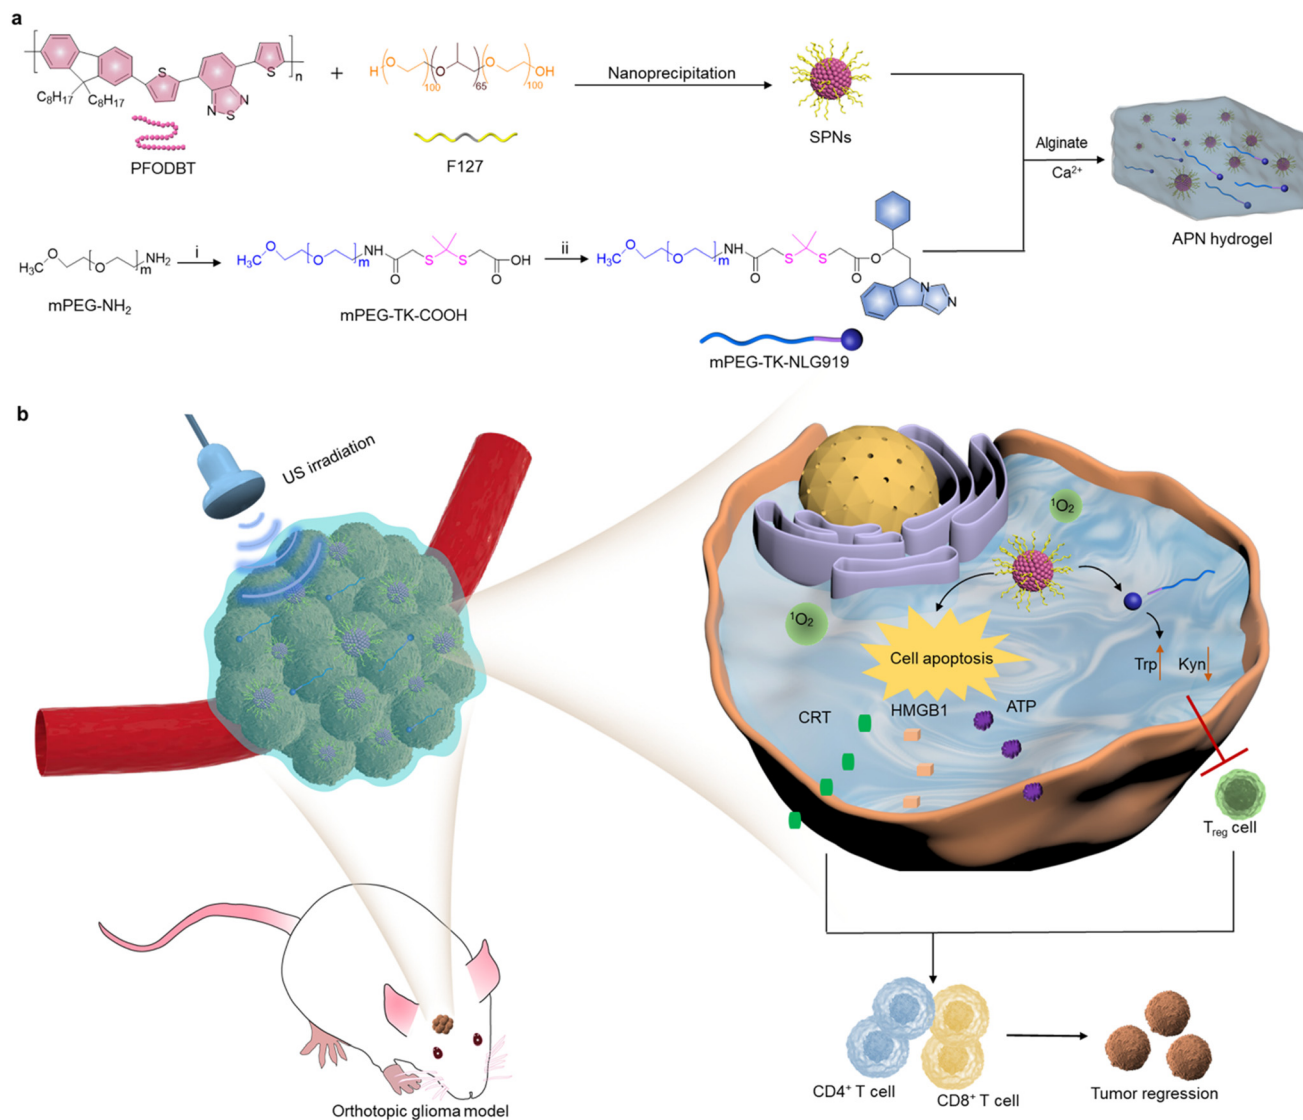 a
n
C₈H₁₇
C₈H₁₇
S
S
N
N
S
PFODBT
+
H
O
100
O
65
O
100
OH
F127
Nanoprecipitation
SPNs
Alginate
Ca²⁺
APN hydrogel
H₃C
O
O
m
NH₂
mPEG-NH₂
i
H₃C
O
O
m
NH
O
S
S
O
OH
mPEG-TK-COOH
ii
H₃C
O
O
m
NH
O
S
S
O
O
N
N
mPEG-TK-NLG919
b
US irradiation
¹O₂
¹O₂
Cell apoptosis
Trp
Kyn
CRT
HMGB1
ATP
Treg cell
CD4⁺ T cell
CD8⁺ T cell
Tumor regression
Orthotopic glioma model